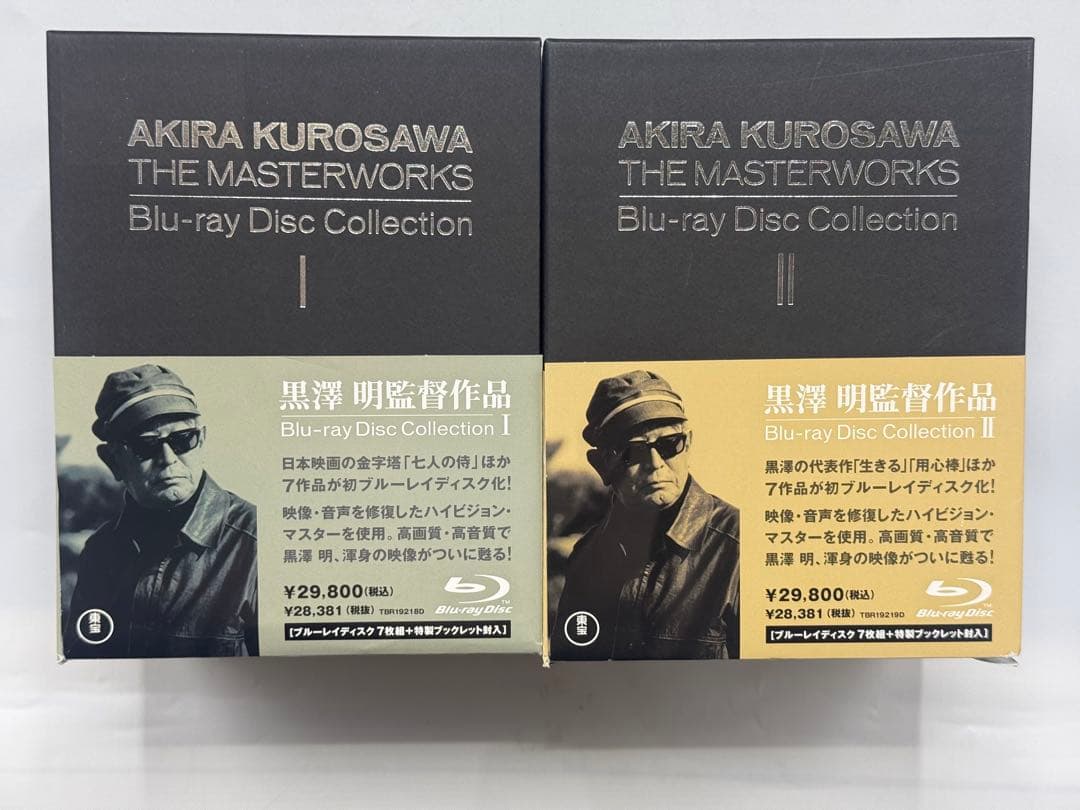 AKIRA KUROSAWA
THE MASTERWORKS
Blu-ray Disc Collection
I
黒澤 明監督作品
Blu-ray Disc Collection I
日本映画の金字塔「七人の侍」ほか
7作品が初ブルーレイディスク化!
映像・音声を修復したハイビジョン・
マスターを使用。高画質・高音質で
黒澤 明、渾身の映像がついに甦る!
¥29,800(税込)
¥28,381(税抜) TBR19218D
Blu-ray Disc
TM
【ブルーレイディスク 7枚組+特製ブックレット封入】
東宝
AKIRA KUROSAWA
THE MASTERWORKS
Blu-ray Disc Collection
II
黒澤 明監督作品
Blu-ray Disc Collection II
黒澤の代表作「生きる」「用心棒」ほか
7作品が初ブルーレイディスク化!
映像・音声を修復したハイビジョン・
マスターを使用。高画質・高音質で
黒澤 明、渾身の映像がついに甦る!
¥29,800(税込)
¥28,381(税抜) TBR19219D
Blu-ray Disc
TM
【ブルーレイディスク 7枚組+特製ブックレット封入】
東宝